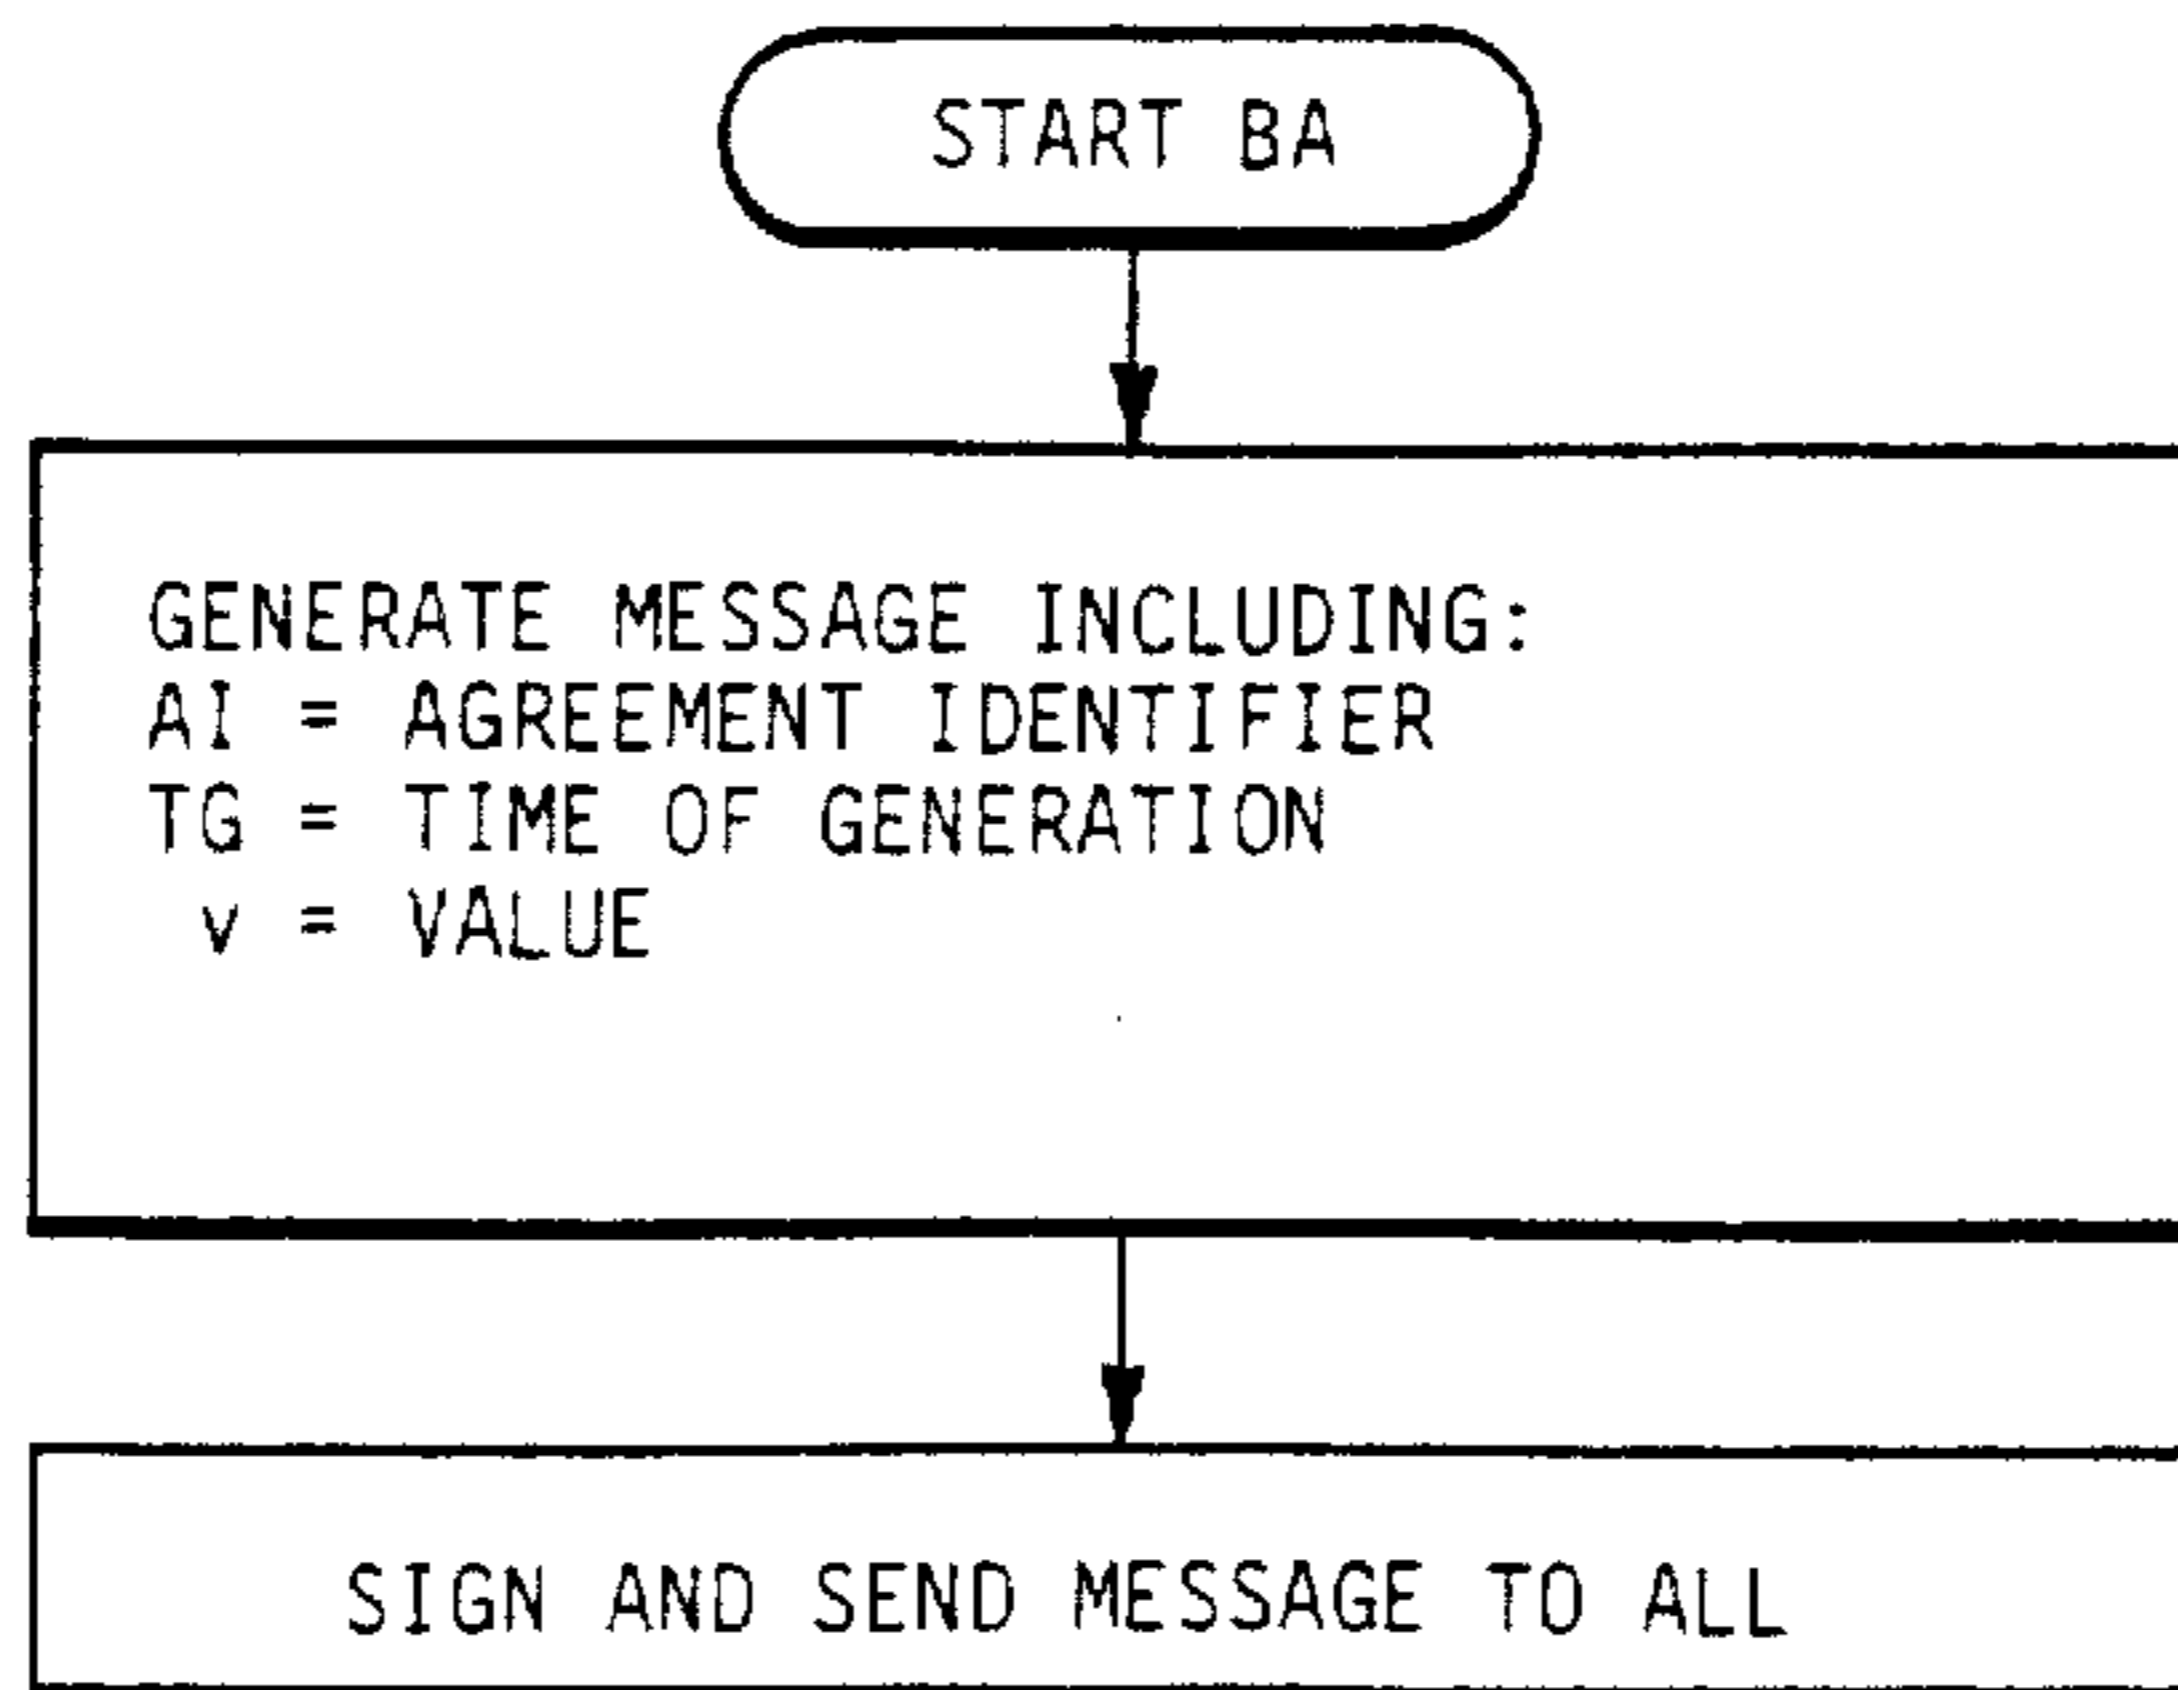 START BA
GENERATE MESSAGE INCLUDING:
AI = AGREEMENT IDENTIFIER
TG = TIME OF GENERATION
v = VALUE
SIGN AND SEND MESSAGE TO ALL